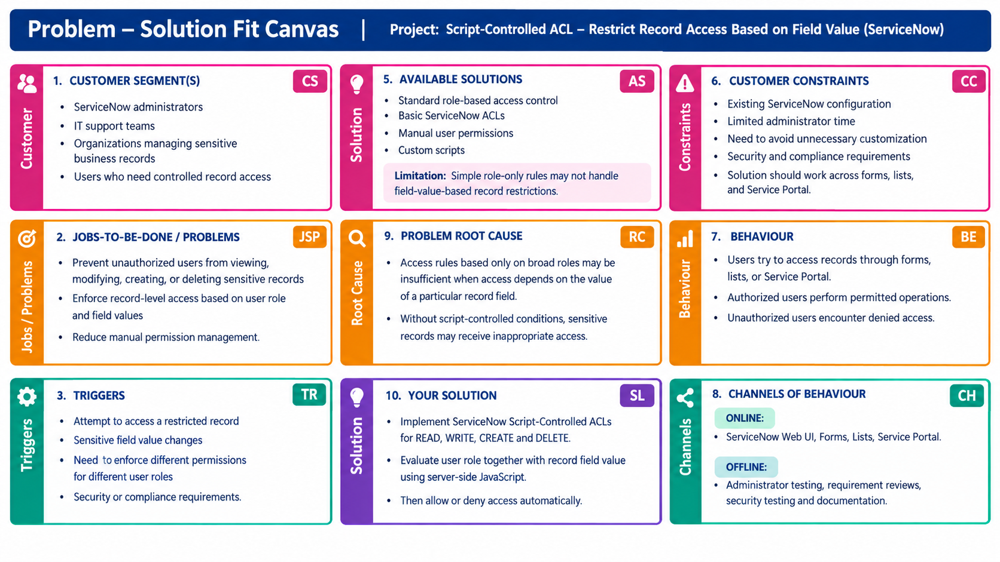 Problem – Solution Fit Canvas | Project: Script-Controlled ACL – Restrict Record Access Based on Field Value (ServiceNow)
Customer
1. CUSTOMER SEGMENT(S)
CS
• ServiceNow administrators
• IT support teams
• Organizations managing sensitive
business records
• Users who need controlled record access
Solution
5. AVAILABLE SOLUTIONS
AS
• Standard role-based access control
• Basic ServiceNow ACLs
• Manual user permissions
• Custom scripts
Limitation: Simple role-only rules may not handle
field-value-based record restrictions.
Constraints
6. CUSTOMER CONSTRAINTS
CC
• Existing ServiceNow configuration
• Limited administrator time
• Need to avoid unnecessary customization
• Security and compliance requirements
• Solution should work across forms, lists,
and Service Portal.
Jobs / Problems
2. JOBS-TO-BE-DONE / PROBLEMS
JSP
• Prevent unauthorized users from viewing,
modifying, creating, or deleting sensitive records
• Enforce record-level access based on user role
and field values
• Reduce manual permission management.
Root Cause
9. PROBLEM ROOT CAUSE
RC
• Access rules based only on broad roles may be
insufficient when access depends on the value
of a particular record field.
• Without script-controlled conditions, sensitive
records may receive inappropriate access.
Behaviour
7. BEHAVIOUR
BE
• Users try to access records through forms,
lists, or Service Portal.
• Authorized users perform permitted operations.
• Unauthorized users encounter denied access.
Triggers
3. TRIGGERS
TR
• Attempt to access a restricted record
• Sensitive field value changes
• Need to enforce different permissions
for different user roles
• Security or compliance requirements.
Solution
10. YOUR SOLUTION
SL
• Implement ServiceNow Script-Controlled ACLs
for READ, WRITE, CREATE and DELETE.
• Evaluate user role together with record field value
using server-side JavaScript.
• Then allow or deny access automatically.
Channels
8. CHANNELS OF BEHAVIOUR
CH
ONLINE:
• ServiceNow Web UI, Forms, Lists, Service Portal.
OFFLINE:
• Administrator testing, requirement reviews,
security testing and documentation.